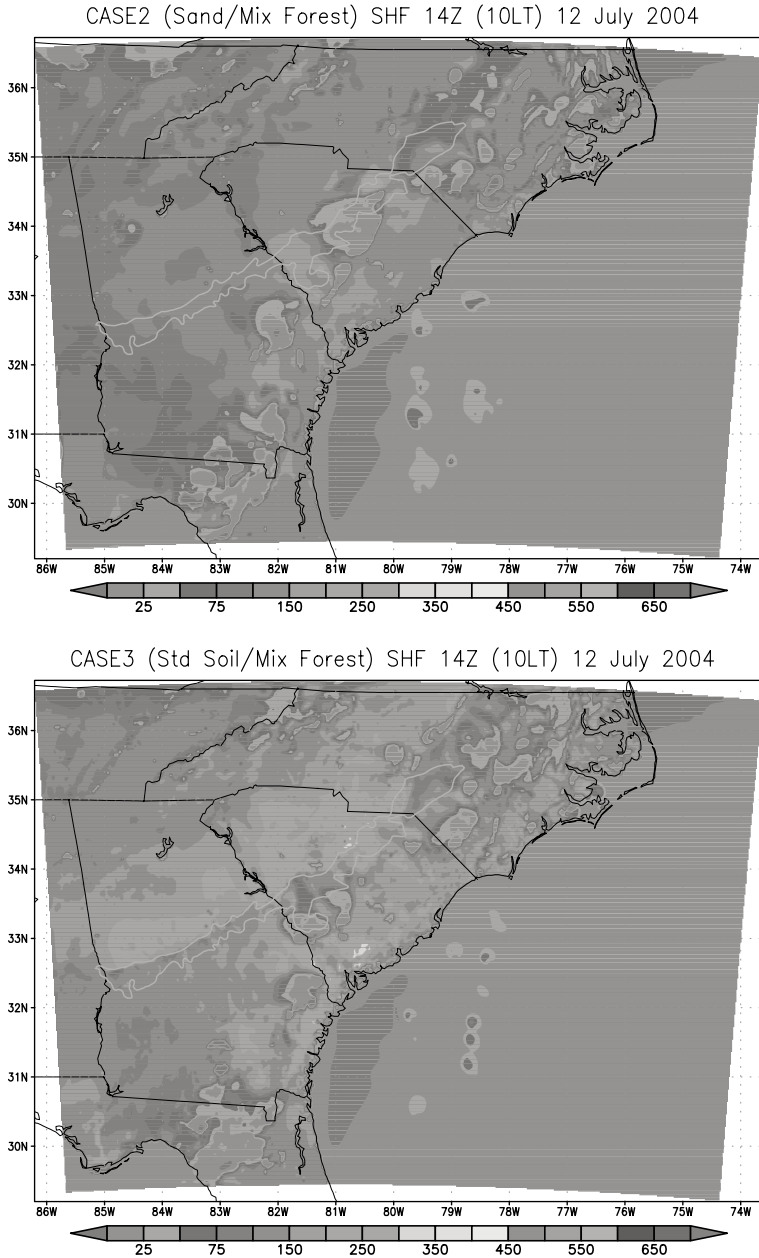 CASE2 (Sand/Mix Forest) SHF 14Z (10LT) 12 July 2004
36N
35N
34N
33N
32N
31N
30N
86W 85W 84W 83W 82W 81W 80W 79W 78W 77W 76W 75W 74W
25 75 150 250 350 450 550 650
CASE3 (Std Soil/Mix Forest) SHF 14Z (10LT) 12 July 2004
36N
35N
34N
33N
32N
31N
30N
86W 85W 84W 83W 82W 81W 80W 79W 78W 77W 76W 75W 74W
25 75 150 250 350 450 550 650